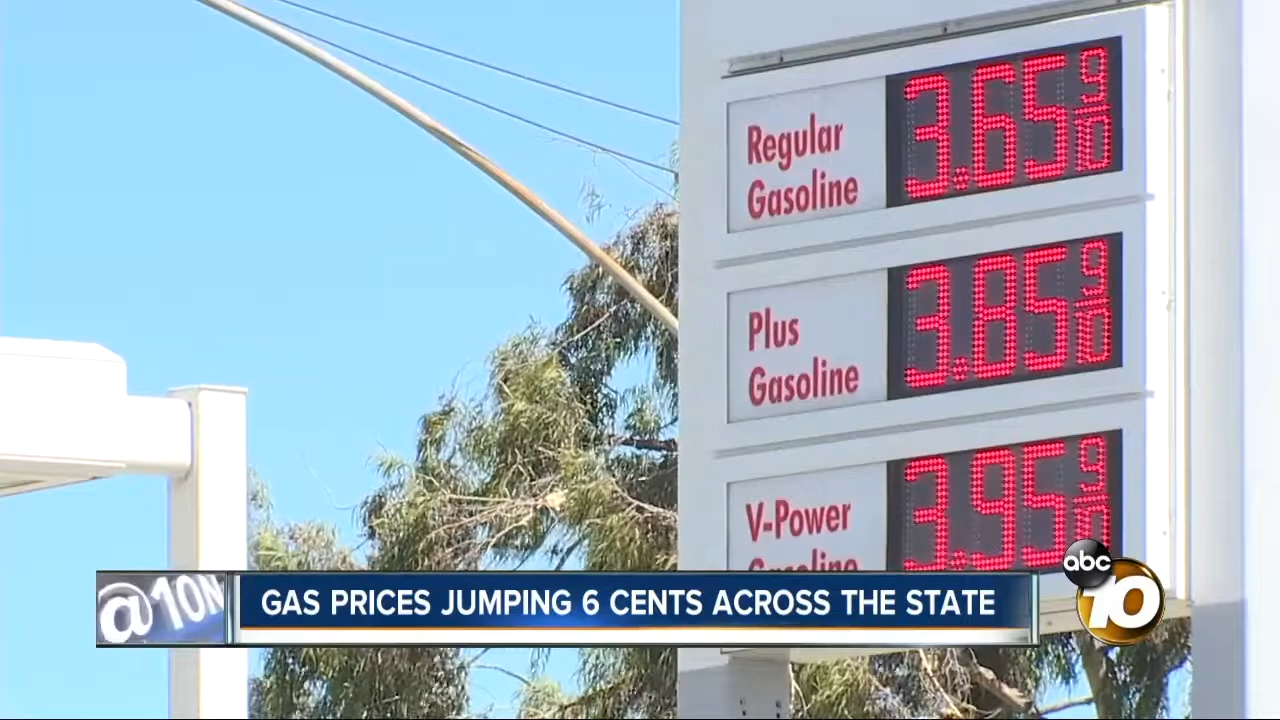 Regular
Gasoline
3.65 9/10
Plus
Gasoline
3.85 9/10
V-Power
Gasoline
3.95 9/10
@10N
GAS PRICES JUMPING 6 CENTS ACROSS THE STATE
abc
10